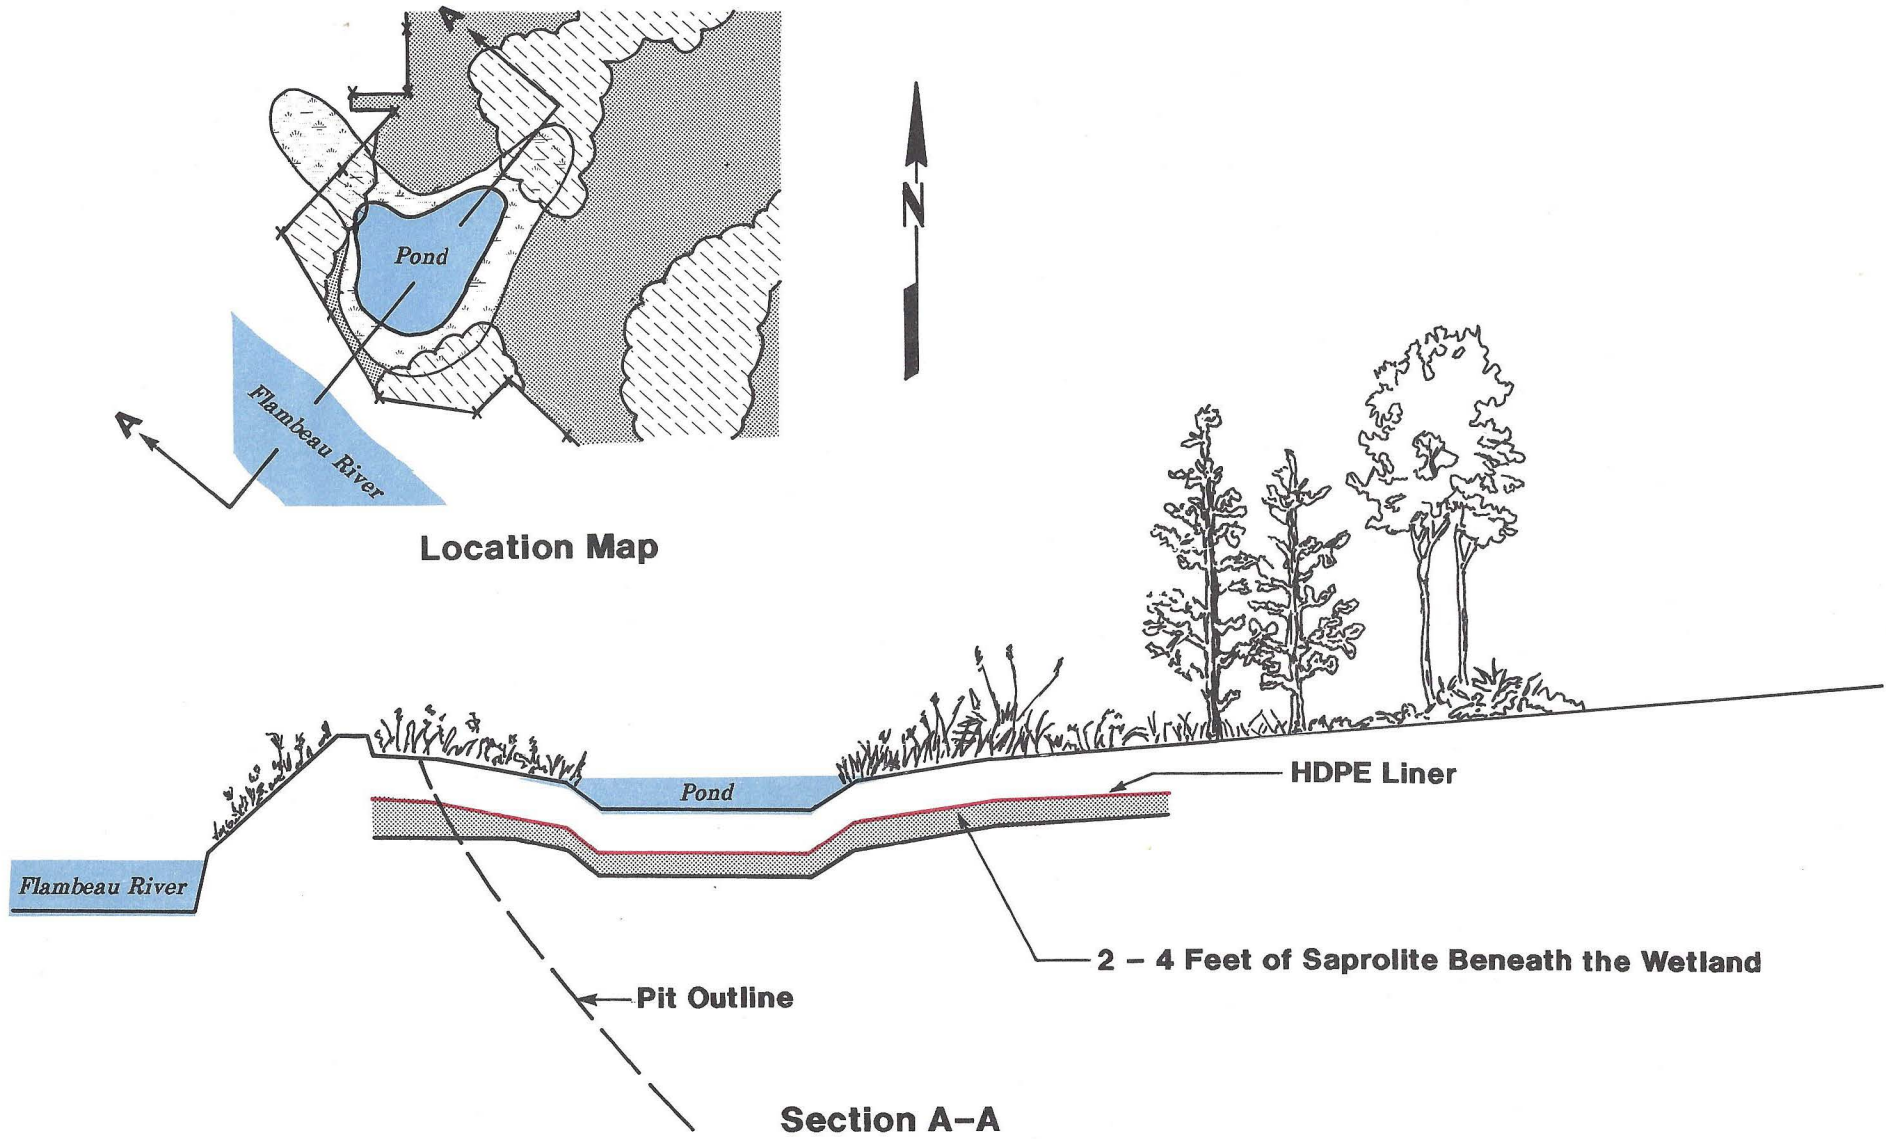 A
N
Pond
Flambeau River
A
Location Map
HDPE Liner
Pond
Flambeau River
2 – 4 Feet of Saprolite Beneath the Wetland
Pit Outline
Section A–A